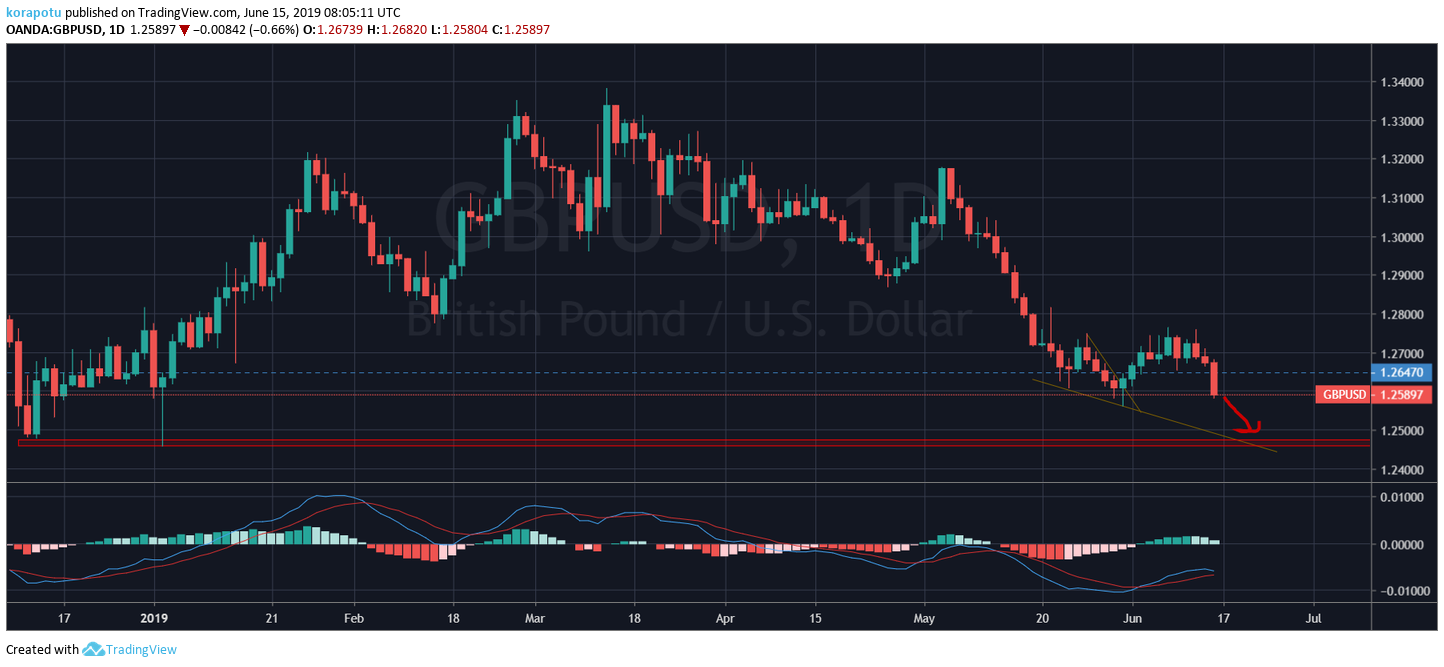 korapotu published on TradingView.com, June 15, 2019 08:05:11 UTC
OANDA:GBPUSD, 1D 1.25897 ▼ −0.00842 (−0.66%) O:1.26739 H:1.26820 L:1.25804 C:1.25897
GBPUSD, 1D
British Pound / U.S. Dollar
1.34000
1.33000
1.32000
1.31000
1.30000
1.29000
1.28000
1.27000
1.26470
GBPUSD 1.25897
1.25000
1.24000
0.01000
0.00000
−0.01000
17 2019 21 Feb 18 Mar 18 Apr 15 May 20 Jun 17 Jul
Created with TradingView